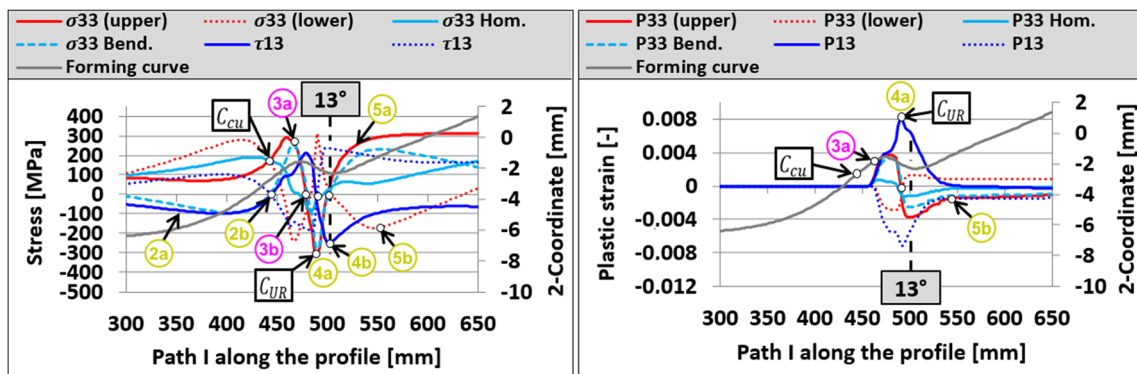 σ33 (upper) σ33 (lower) σ33 Hom.
σ33 Bend. τ13 τ13
Forming curve
400
300
200
100
0
-100
-200
-300
-400
-500
Stress [MPa]
2
0
-2
-4
-6
-8
-10
2-Coordinate [mm]
3a
13°
5a
C_cu
2a
2b
3b
C_UR
4a
4b
5b
300 350 400 450 500 550 600 650
Path I along the profile [mm]
P33 (upper) P33 (lower) P33 Hom.
P33 Bend. P13 P13
Forming curve
0.008
0.004
0
-0.004
-0.008
-0.012
Plastic strain [-]
2
0
-2
-4
-6
-8
-10
2-Coordinate [mm]
4a
C_UR
3a
C_cu
5b
13°
300 350 400 450 500 550 600 650
Path I along the profile [mm]